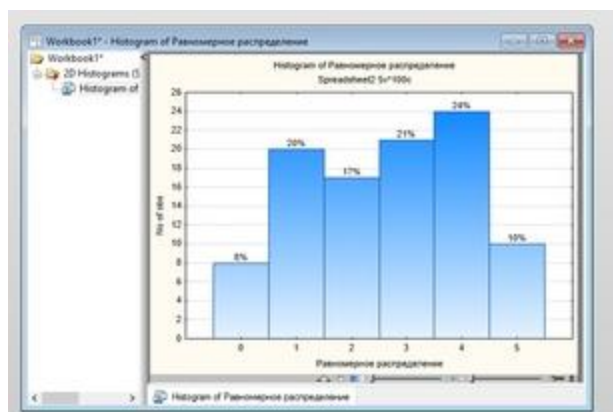 Workbook1* - Histogram of Равномерное распределение
Workbook1*
2D Histograms (S
Histogram of
Histogram of Равномерное распределение
Spreadsheet2 5v*100c
26
24
22
20
18
16
14
12
10
8
6
4
2
0
No of obs
8%
20%
17%
21%
24%
10%
0 1 2 3 4 5
Равномерное распределение
Histogram of Равномерное распределение